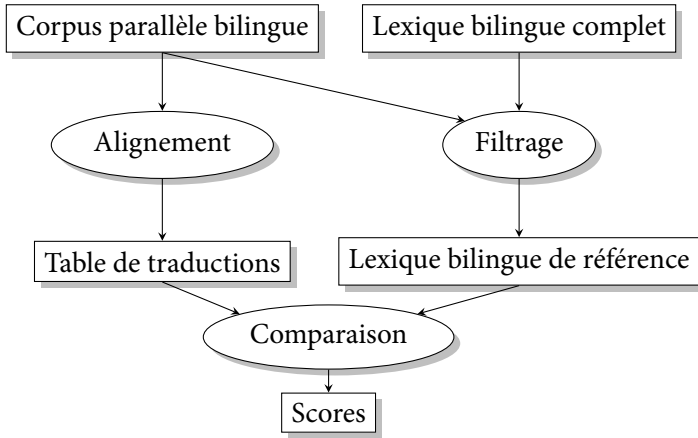 Corpus parallèle bilingue
Lexique bilingue complet
Alignement
Filtrage
Table de traductions
Lexique bilingue de référence
Comparaison
Scores